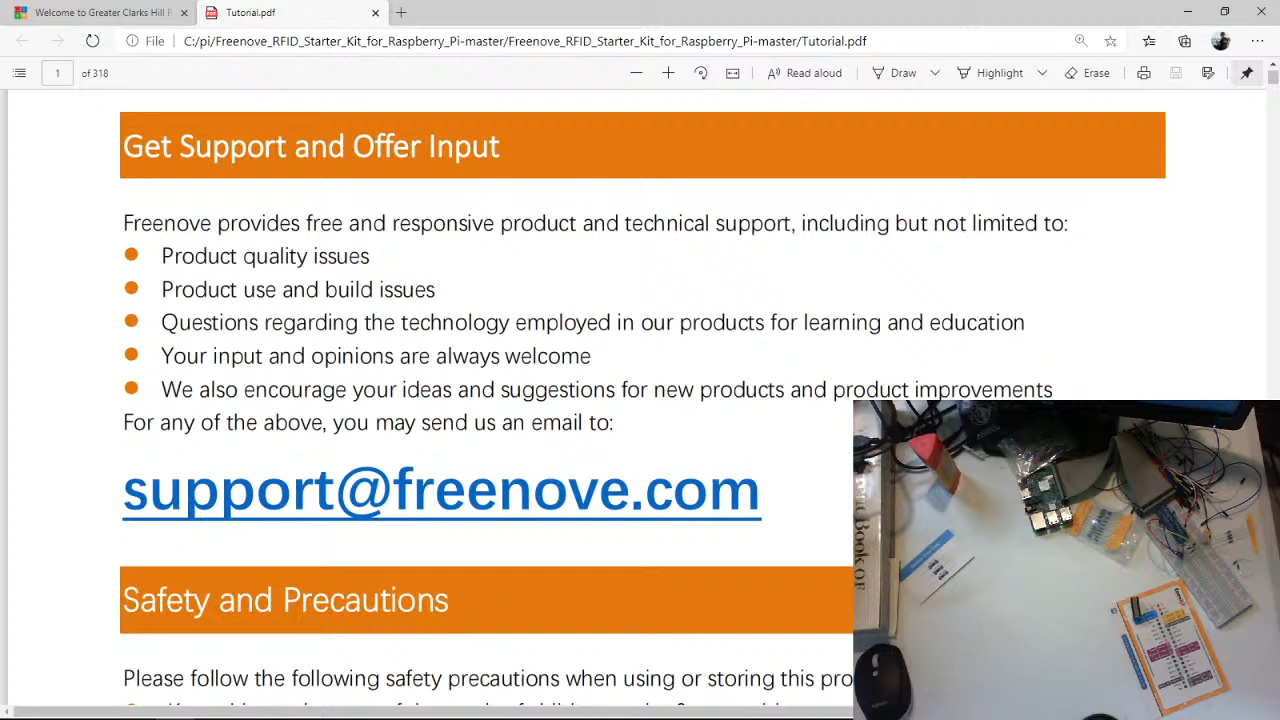 Welcome to Greater Clarks Hill R
Tutorial.pdf
File
C:/pi/Freenove_RFID_Starter_Kit_for_Raspberry_Pi-master/Freenove_RFID_Starter_Kit_for_Raspberry_Pi-master/Tutorial.pdf
1 of 318
Read aloud
Draw
Highlight
Erase
Get Support and Offer Input
Freenove provides free and responsive product and technical support, including but not limited to:
Product quality issues
Product use and build issues
Questions regarding the technology employed in our products for learning and education
Your input and opinions are always welcome
We also encourage your ideas and suggestions for new products and product improvements
For any of the above, you may send us an email to:
support@freenove.com
Safety and Precautions
Please follow the following safety precautions when using or storing this pro
Book OF